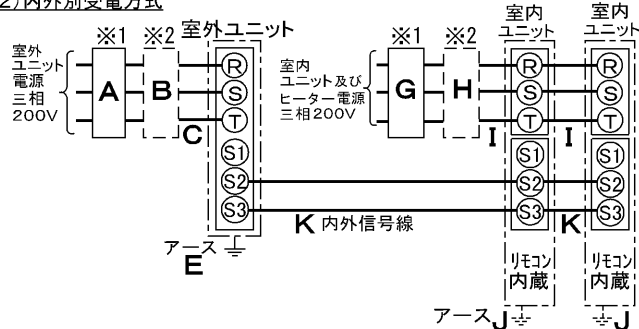 2)内外別受電方式
※1 ※2 室外ユニット
室外
ユニット
電源
三相
200V
A B
C
R
S
T
S1
S2
S3
アース
E
※1 ※2
室内
ユニット及び
ヒーター電源
三相200V
G H
I I
室内
ユニット
R
S
T
S1
S2
S3
リモコン
内蔵
室内
ユニット
R
S
T
S1
S2
S3
リモコン
内蔵
K 内外信号線 K
アース J J